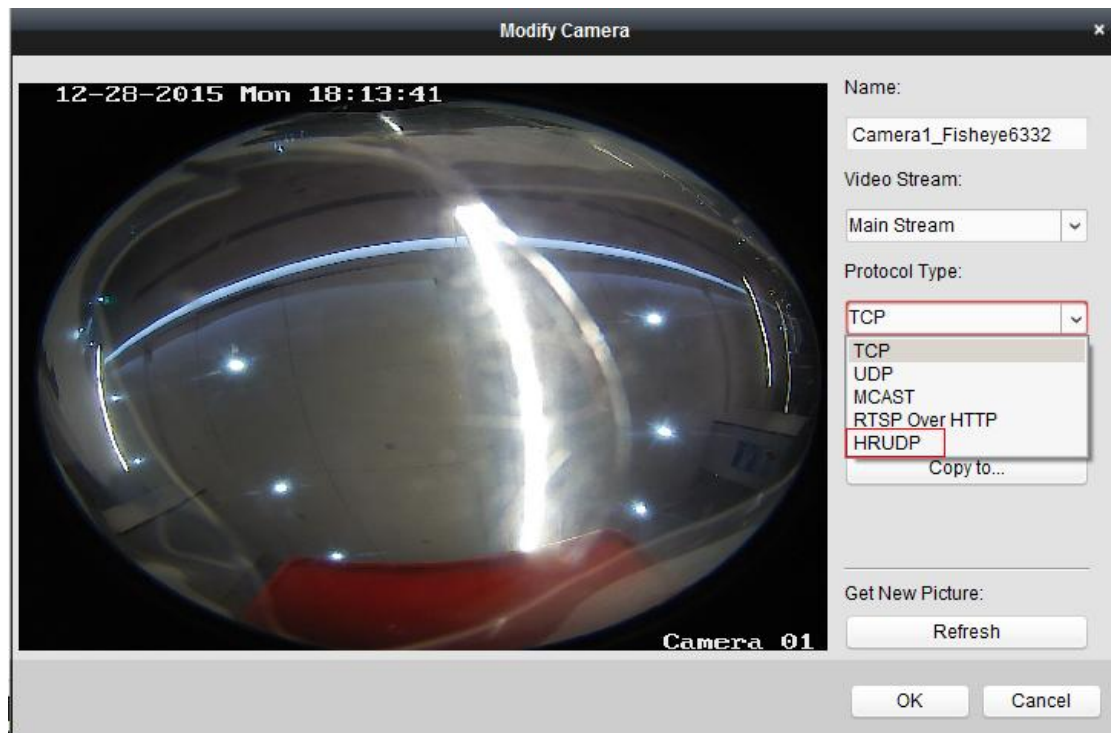 Modify Camera
×
12-28-2015 Mon 18:13:41
Camera 01
Name:
Camera1_Fisheye6332
Video Stream:
Main Stream
Protocol Type:
TCP
TCP
UDP
MCAST
RTSP Over HTTP
HRUDP
Copy to...
Get New Picture:
Refresh
OK
Cancel